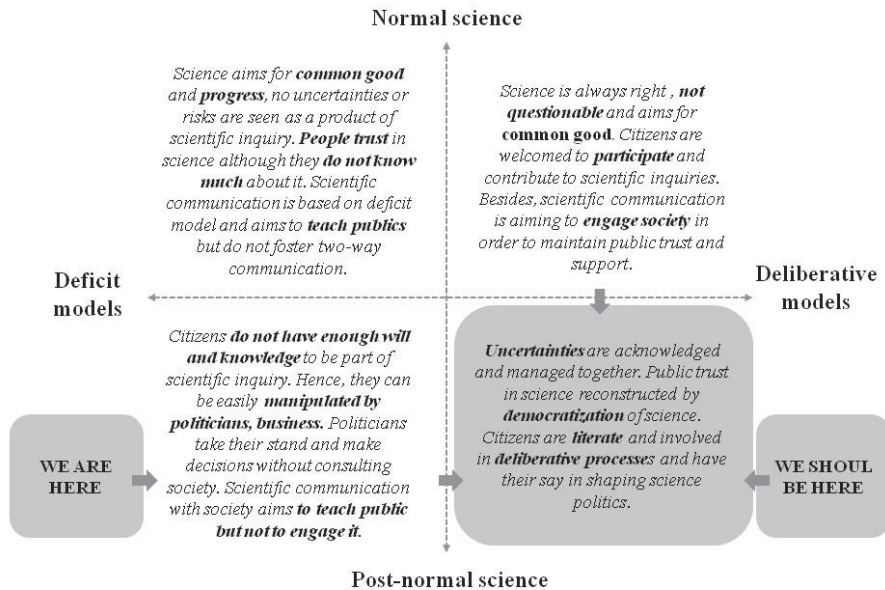 Normal science
Science aims for common good
and progress, no uncertainties or
risks are seen as a product of
scientific inquiry. People trust in
science although they do not know
much about it. Scientific
communication is based on deficit
model and aims to teach publics
but do not foster two-way
communication.
Science is always right , not
questionable and aims for
common good. Citizens are
welcomed to participate and
contribute to scientific inquiries.
Besides, scientific communication
is aiming to engage society in
order to maintain public trust and
support.
Deficit
models
Deliberative
models
Citizens do not have enough will
and knowledge to be part of
scientific inquiry. Hence, they can
be easily manipulated by
politicians, business. Politicians
take their stand and make
decisions without consulting
society. Scientific communication
with society aims to teach public
but not to engage it.
Uncertainties are acknowledged
and managed together. Public trust
in science reconstructed by
democratization of science.
Citizens are literate and involved
in deliberative processes and have
their say in shaping science
politics.
WE ARE
HERE
WE SHOUL
BE HERE
Post-normal science